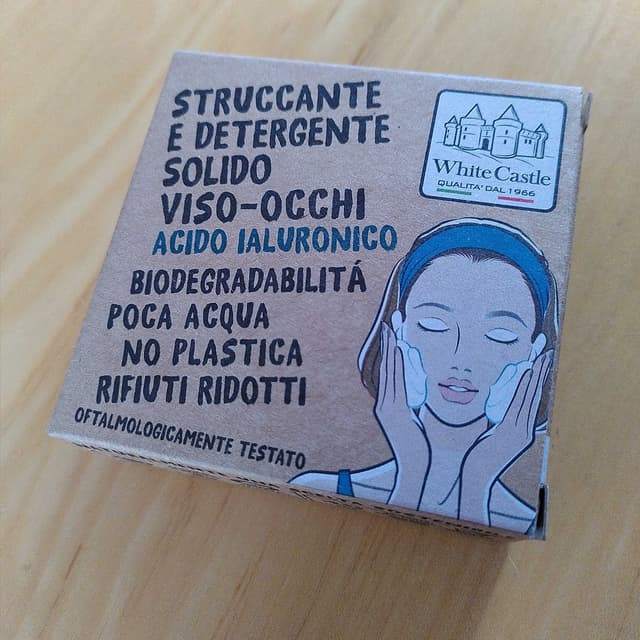 STRUCCANTE
E DETERGENTE
SOLIDO
VISO-OCCHI
ACIDO IALURONICO
BIODEGRADABILITÁ
POCA ACQUA
NO PLASTICA
RIFIUTI RIDOTTI
OFTALMOLOGICAMENTE TESTATO
White Castle
QUALITA' DAL 1966